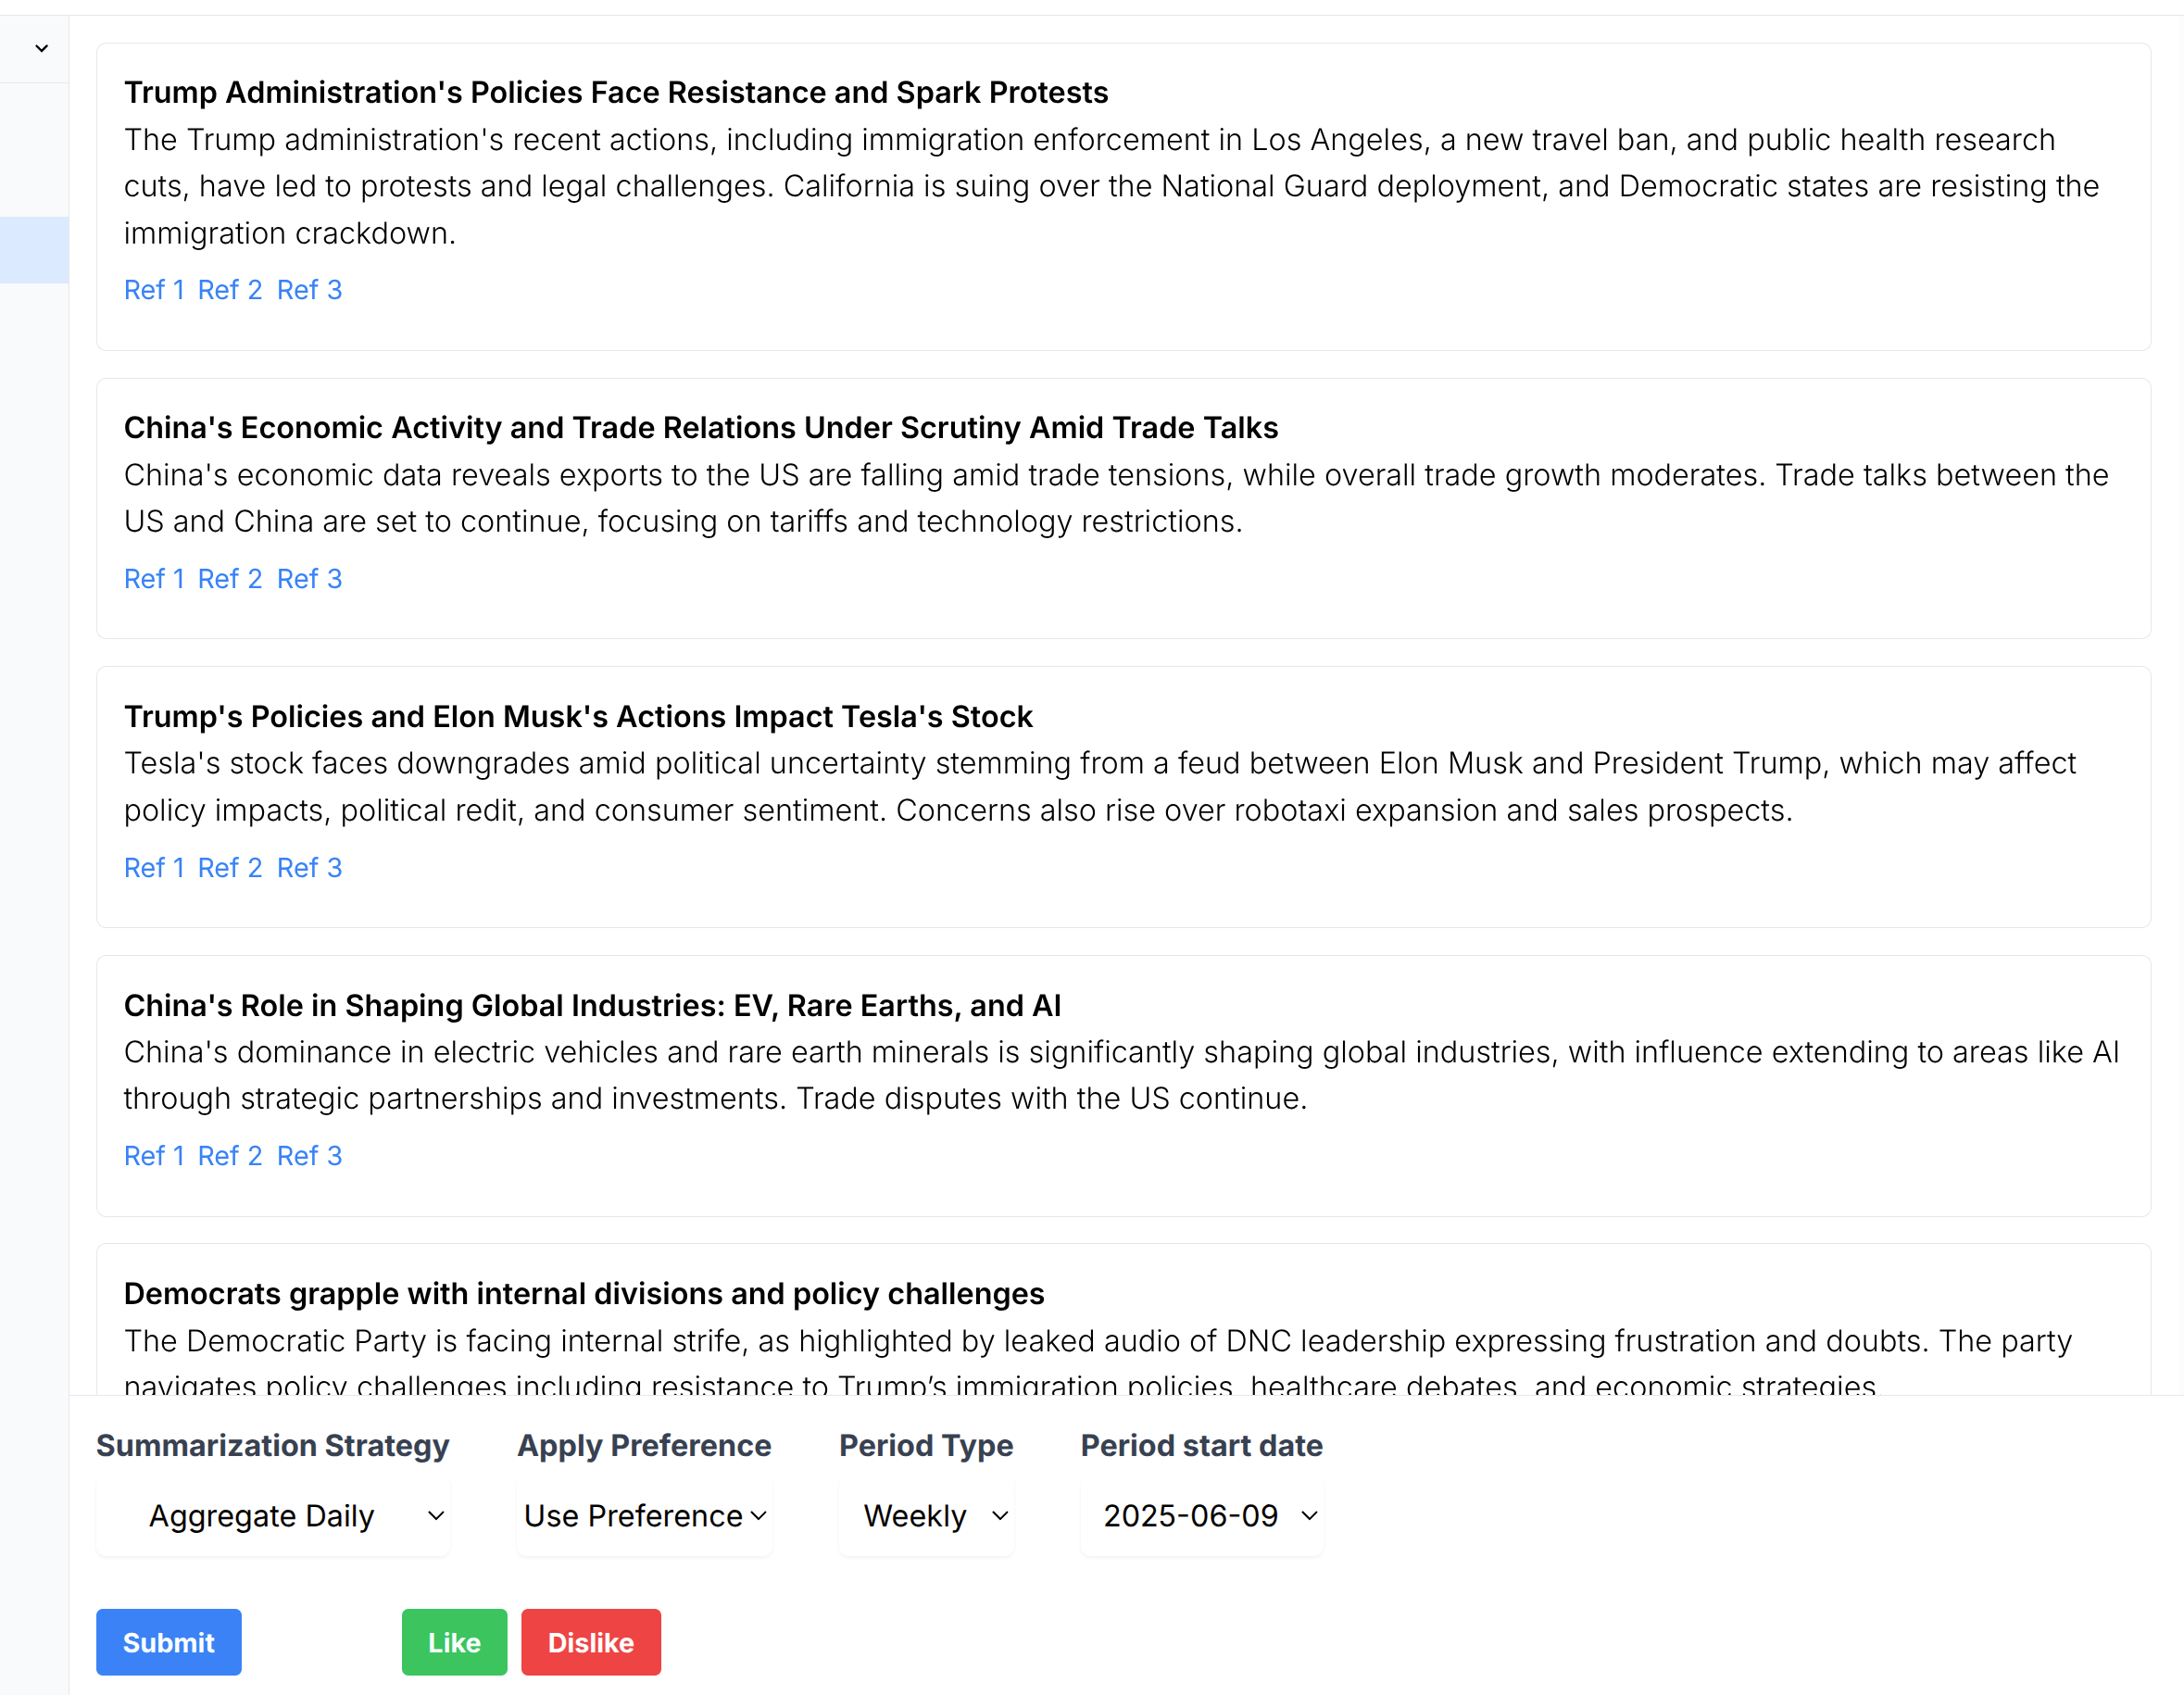 Trump Administration's Policies Face Resistance and Spark Protests
The Trump administration's recent actions, including immigration enforcement in Los Angeles, a new travel ban, and public health research
cuts, have led to protests and legal challenges. California is suing over the National Guard deployment, and Democratic states are resisting the
immigration crackdown.
Ref 1 Ref 2 Ref 3
China's Economic Activity and Trade Relations Under Scrutiny Amid Trade Talks
China's economic data reveals exports to the US are falling amid trade tensions, while overall trade growth moderates. Trade talks between the
US and China are set to continue, focusing on tariffs and technology restrictions.
Ref 1 Ref 2 Ref 3
Trump's Policies and Elon Musk's Actions Impact Tesla's Stock
Tesla's stock faces downgrades amid political uncertainty stemming from a feud between Elon Musk and President Trump, which may affect
policy impacts, political redit, and consumer sentiment. Concerns also rise over robotaxi expansion and sales prospects.
Ref 1 Ref 2 Ref 3
China's Role in Shaping Global Industries: EV, Rare Earths, and AI
China's dominance in electric vehicles and rare earth minerals is significantly shaping global industries, with influence extending to areas like AI
through strategic partnerships and investments. Trade disputes with the US continue.
Ref 1 Ref 2 Ref 3
Democrats grapple with internal divisions and policy challenges
The Democratic Party is facing internal strife, as highlighted by leaked audio of DNC leadership expressing frustration and doubts. The party
navigates policy challenges including resistance to Trump’s immigration policies, healthcare debates, and economic strategies.
Summarization Strategy Apply Preference Period Type Period start date
Aggregate Daily Use Preference Weekly 2025-06-09
Submit Like Dislike